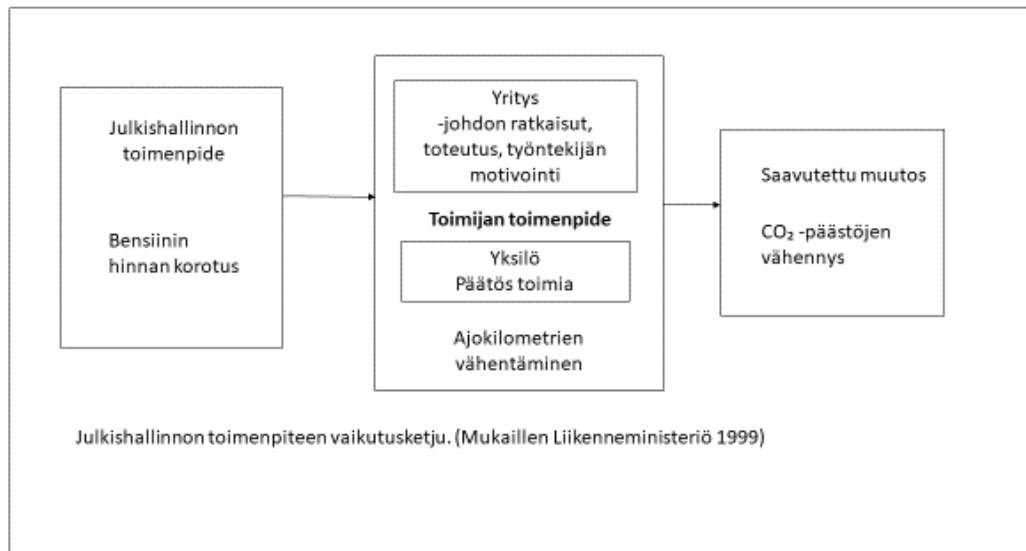 Julkishallinnon
toimenpide
Bensiinin
hinnan korotus
Yritys
-johdon ratkaisut,
toteutus, työntekijän
motivointi
Toimijan toimenpide
Yksilö
Päätös toimia
Ajokilometrien
vähentäminen
Saavutettu muutos
CO₂ -päästöjen
vähennys
Julkishallinnon toimenpiteen vaikutusketju. (Mukaillen Liikenneministeriö 1999)